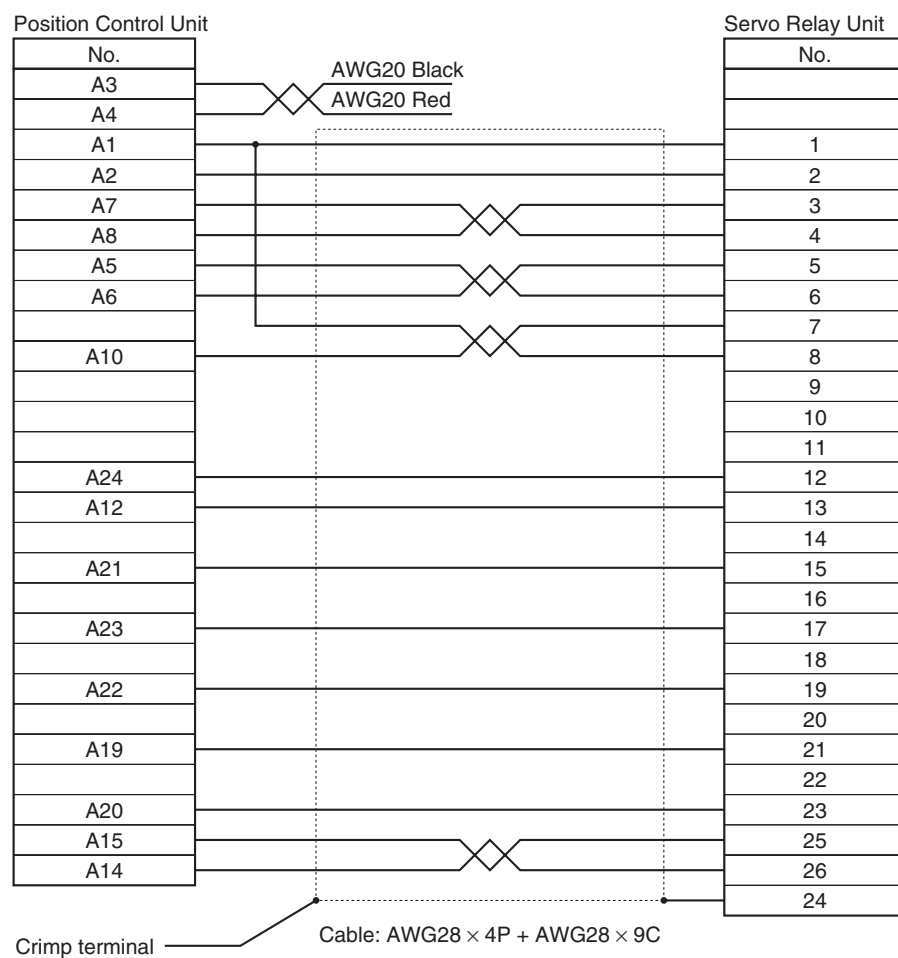 Position Control Unit Servo Relay Unit
No. No.
A3 AWG20 Black
A4 AWG20 Red
A1 1
A2 2
A7 3
A8 4
A5 5
A6 6
7
A10 8
9
10
11
A24 12
A12 13
14
A21 15
16
A23 17
18
A22 19
20
A19 21
22
A20 23
A15 25
A14 26
24
Crimp terminal Cable: AWG28 × 4P + AWG28 × 9C